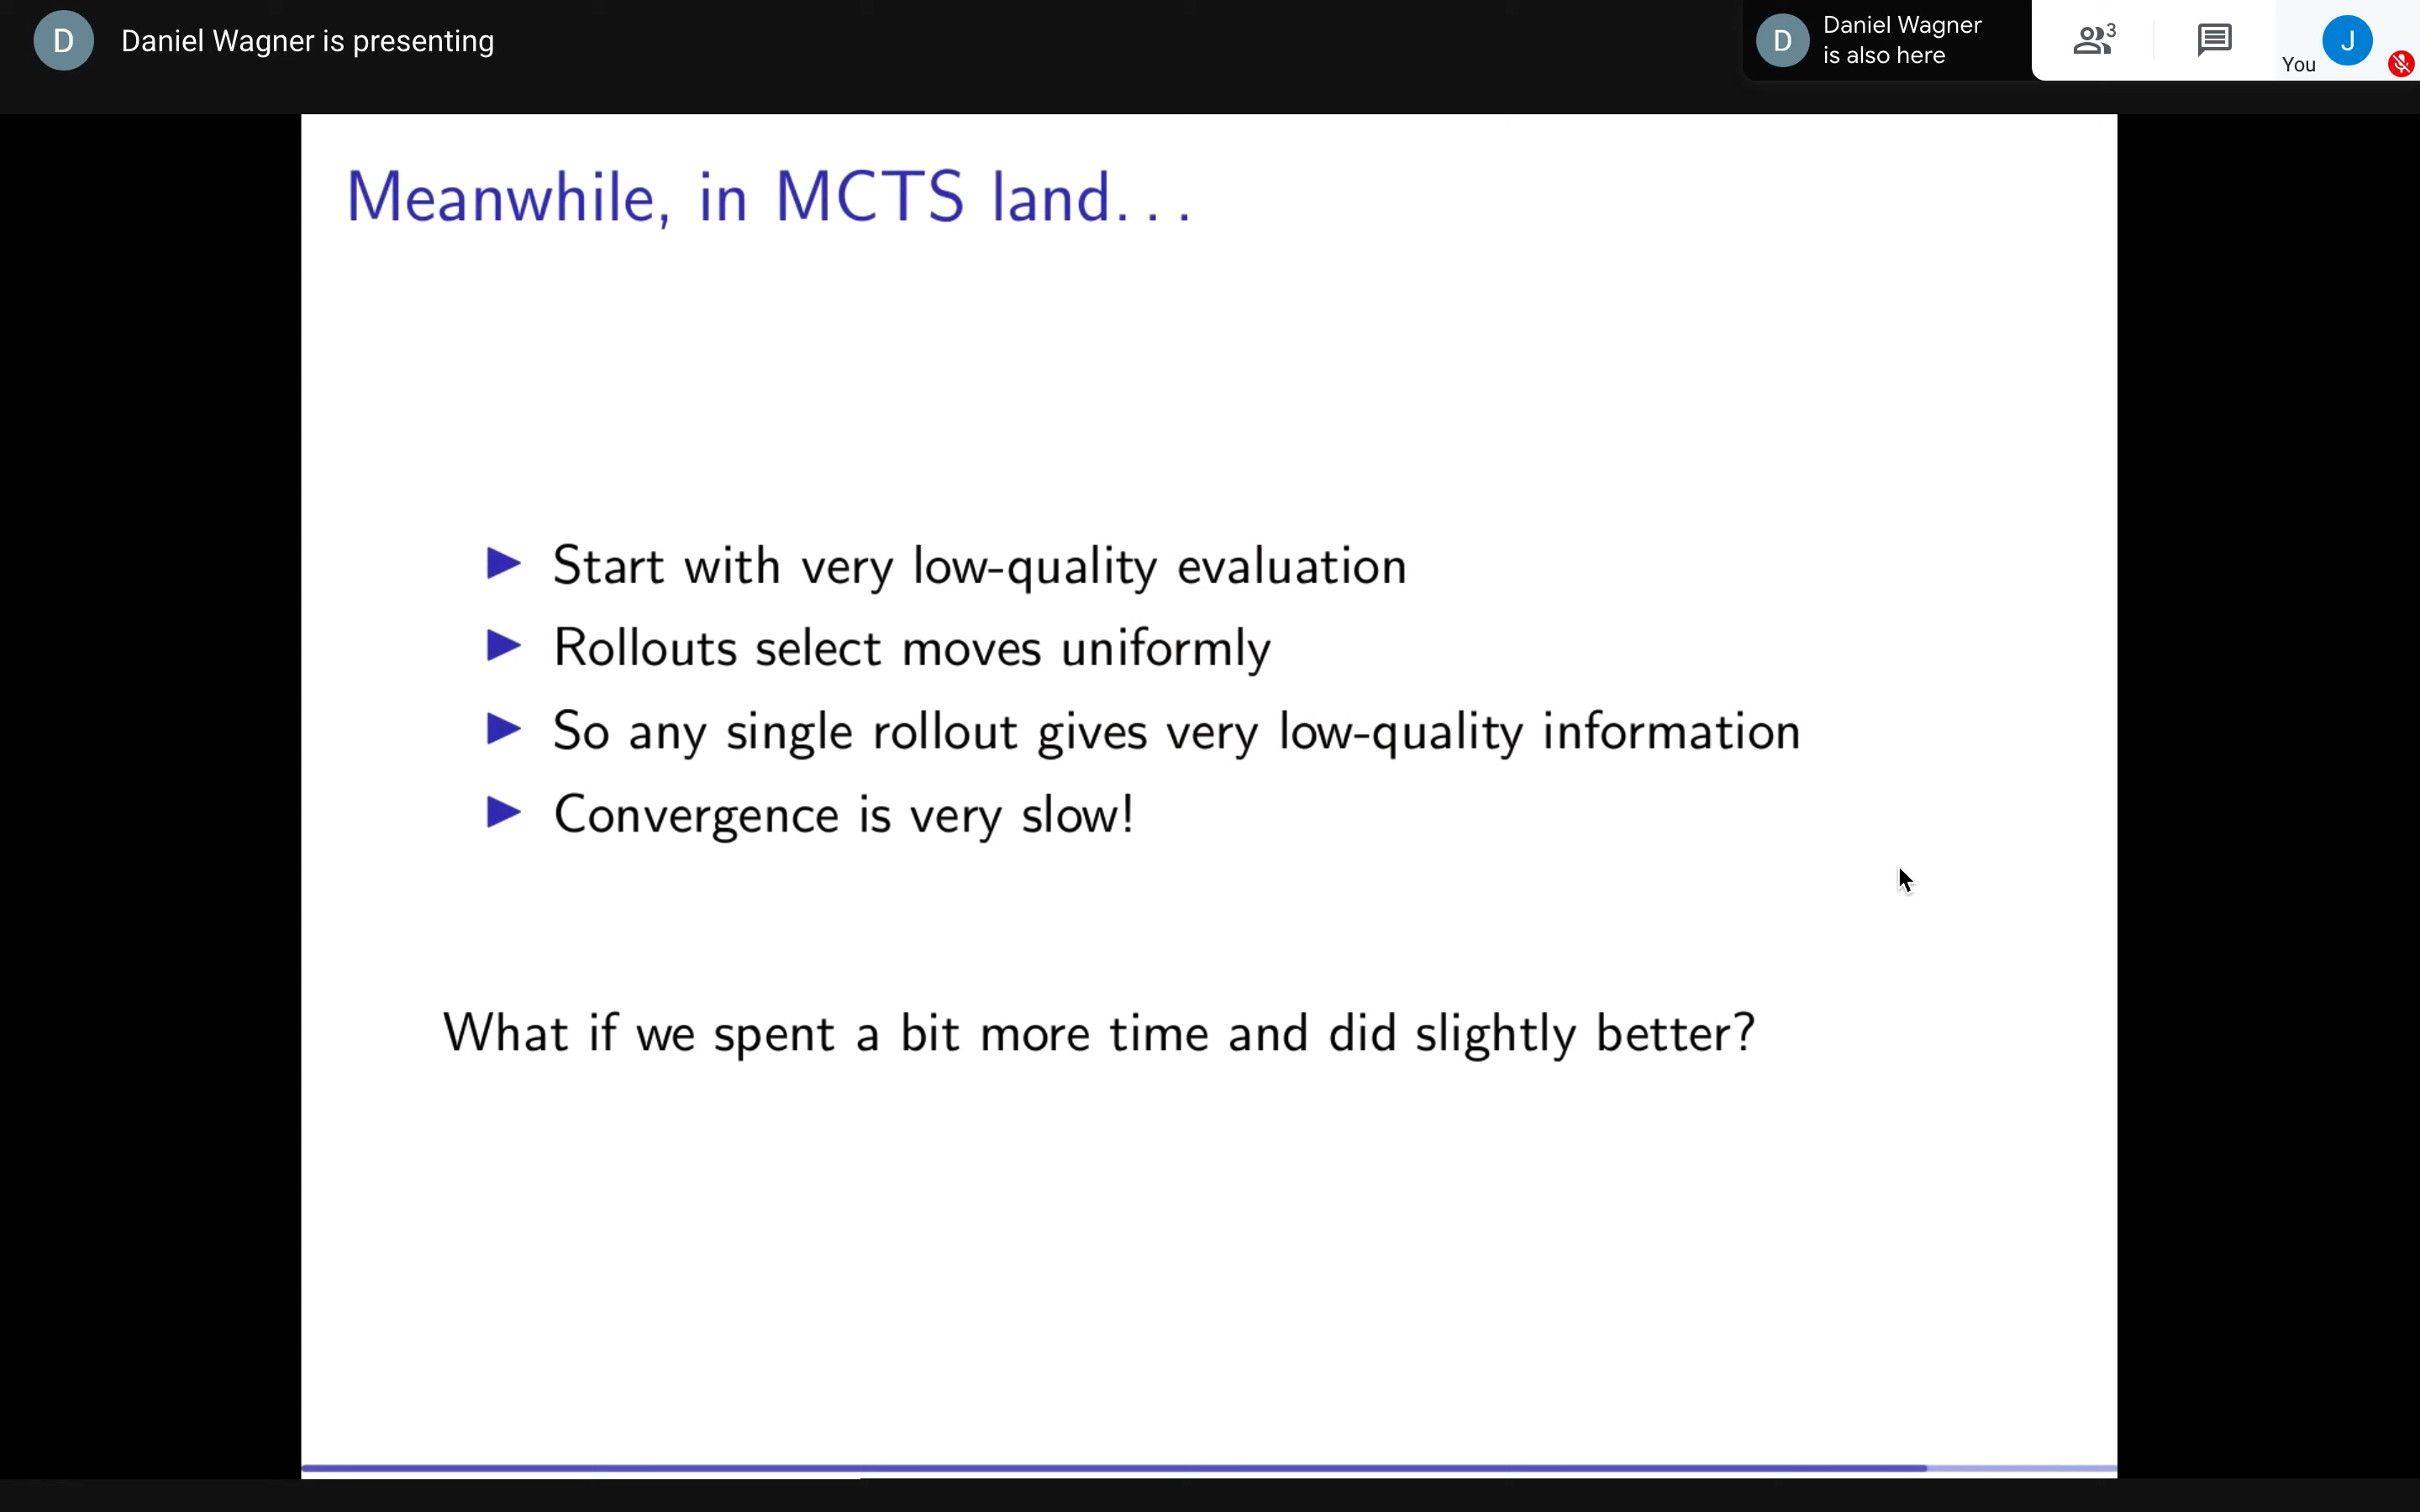 D Daniel Wagner is presenting
D Daniel Wagner
is also here
3
You
J
Meanwhile, in MCTS land...
Start with very low-quality evaluation
Rollouts select moves uniformly
So any single rollout gives very low-quality information
Convergence is very slow!
What if we spent a bit more time and did slightly better?